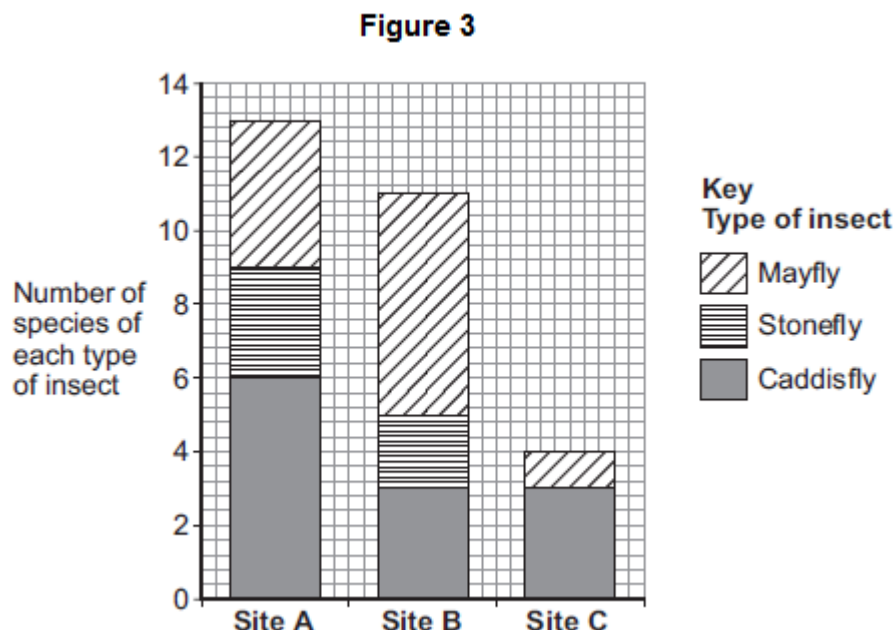 Figure 3
14
12
10
8
6
4
2
0
Number of
species of
each type
of insect
Site A
Site B
Site C
Key
Type of insect
Mayfly
Stonefly
Caddisfly